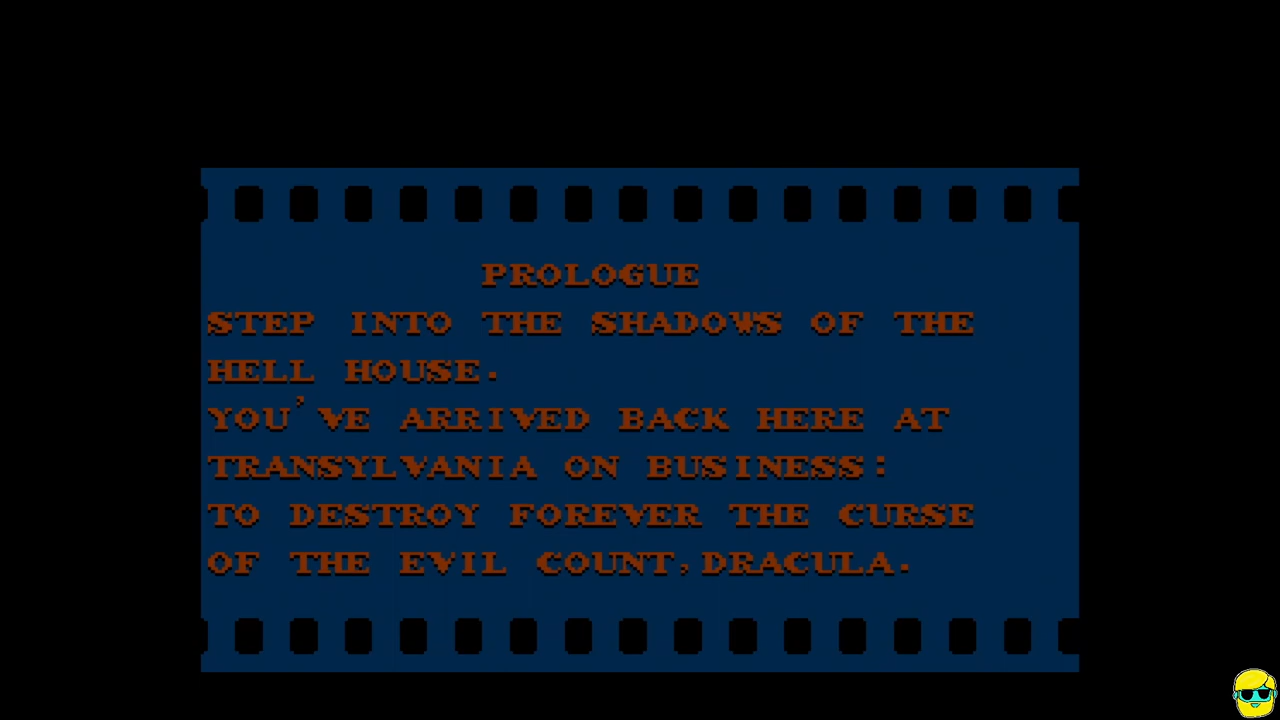 PROLOGUE
STEP INTO THE SHADOWS OF THE
HELL HOUSE.
YOU'VE ARRIVED BACK HERE AT
TRANSYLVANIA ON BUSINESS:
TO DESTROY FOREVER THE CURSE
OF THE EVIL COUNT,DRACULA.